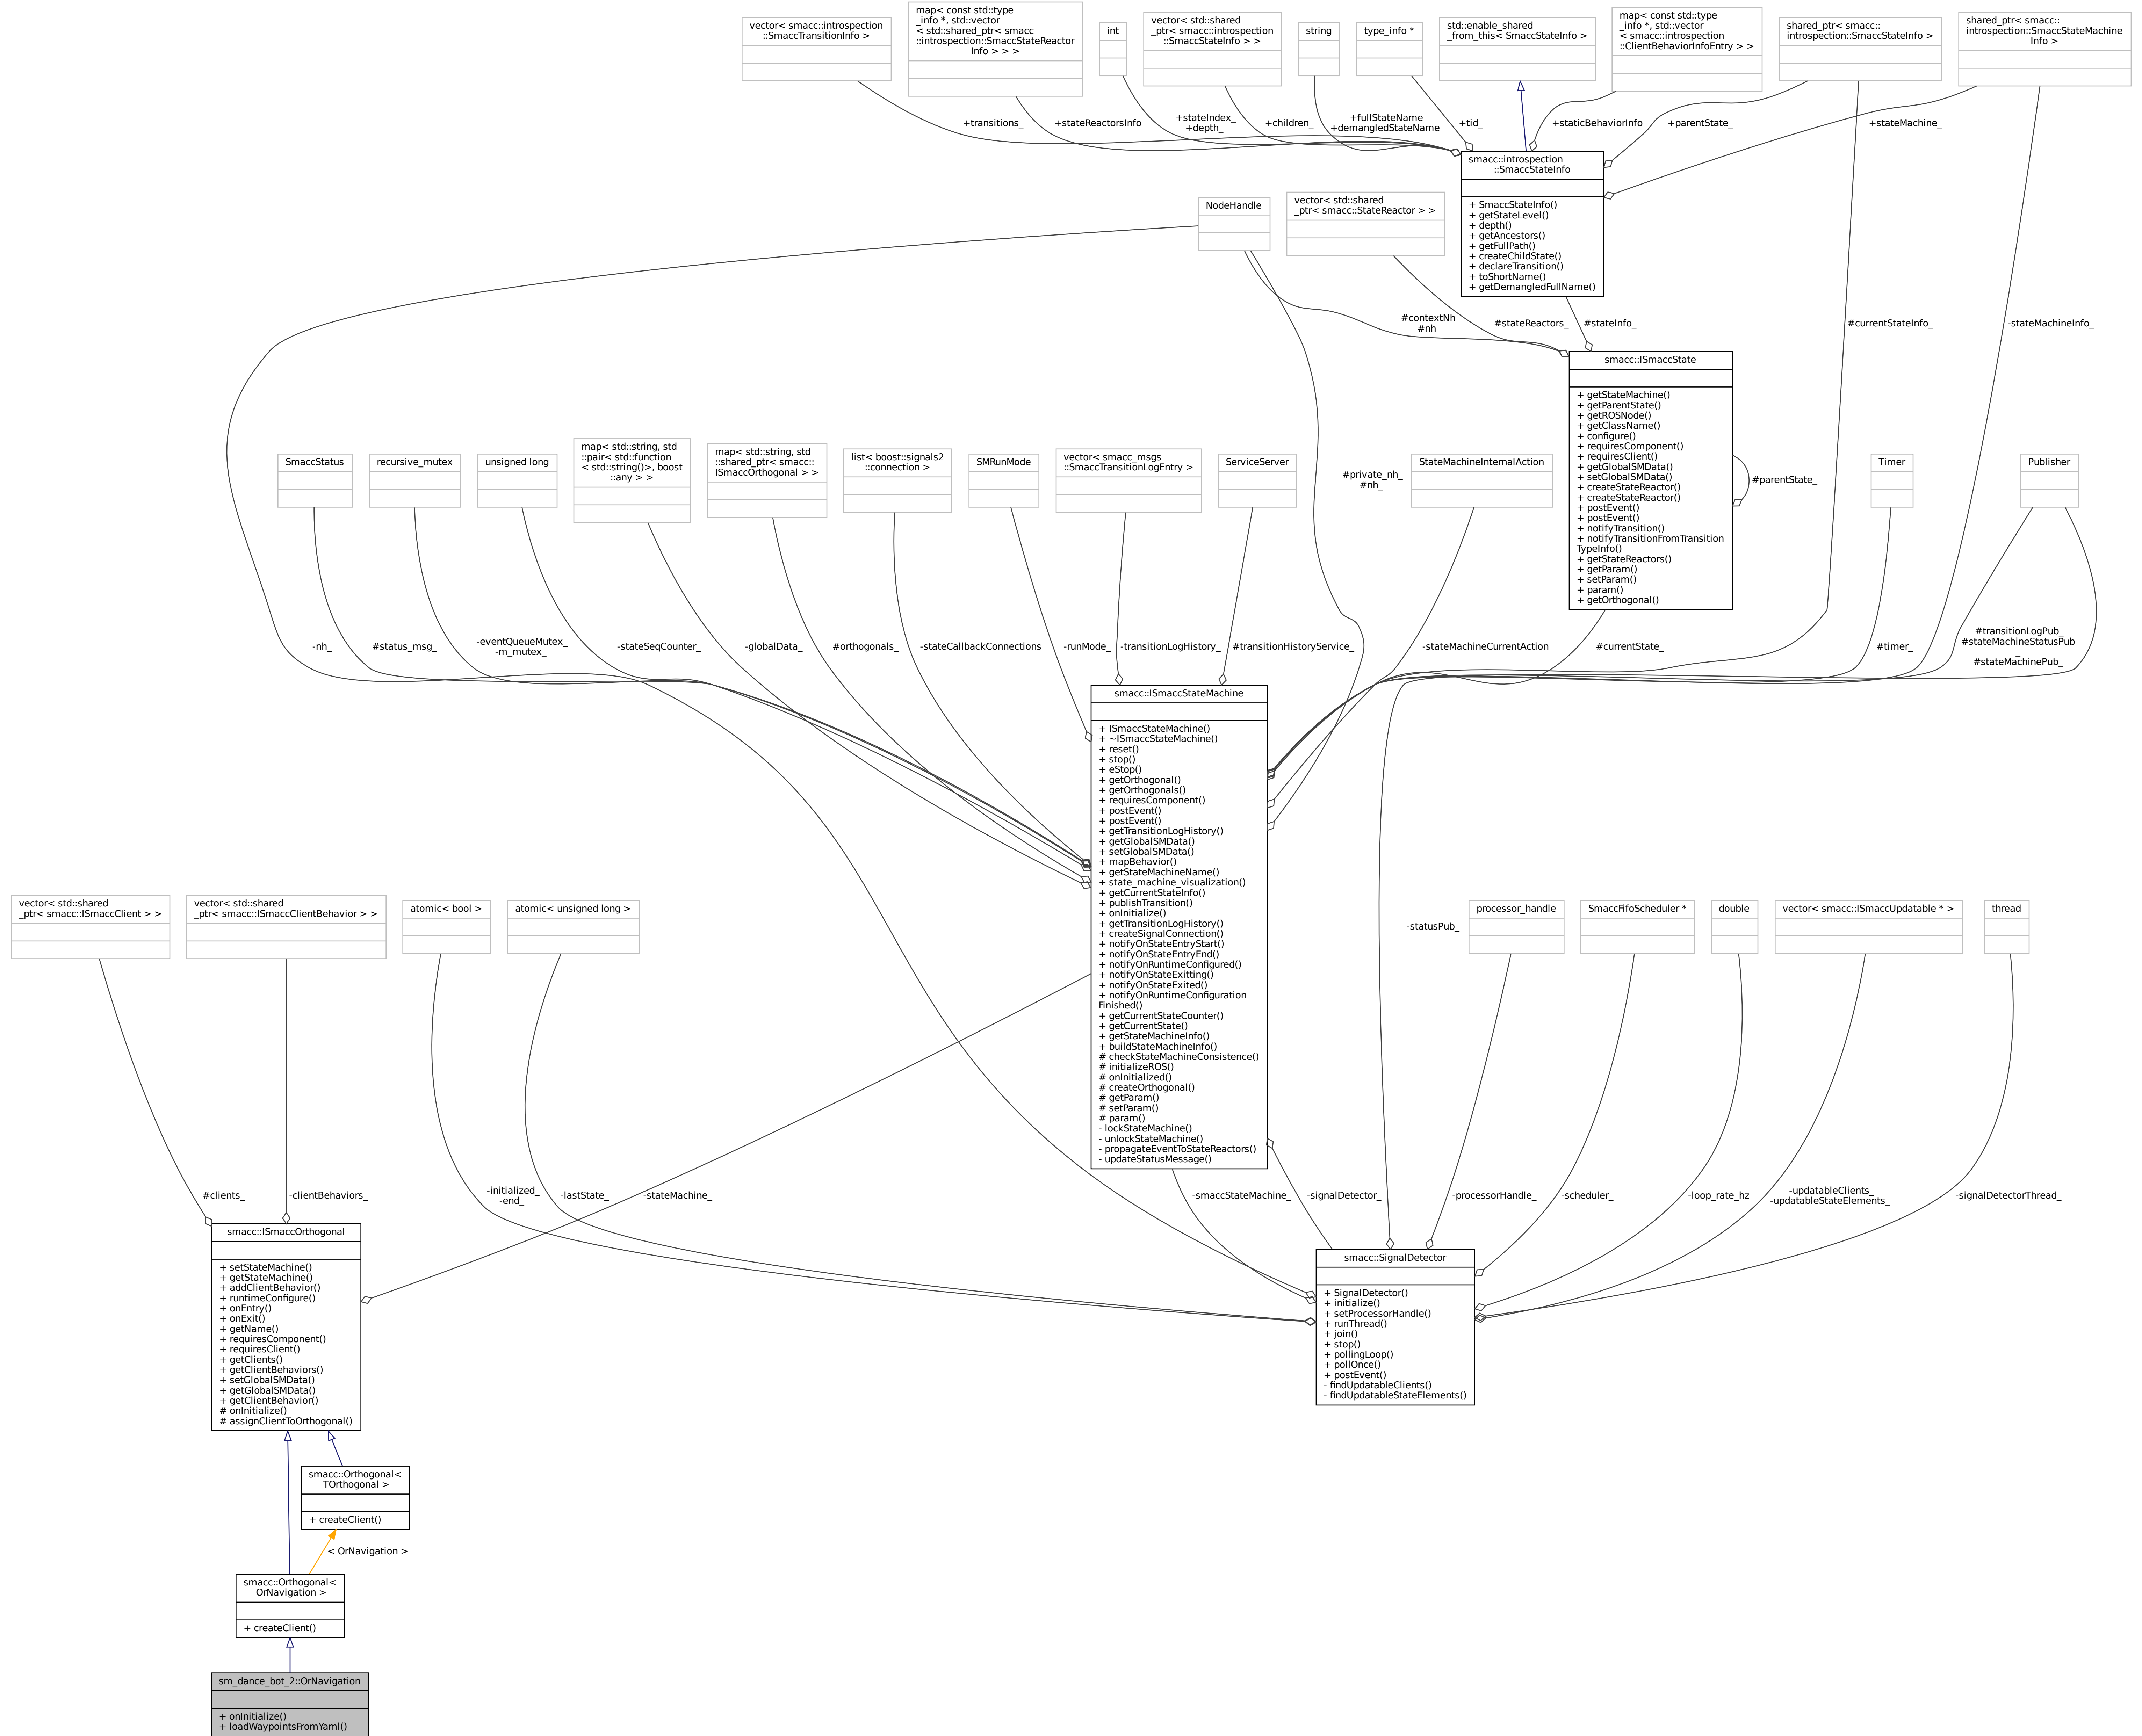 vector< smacc::introspection
::SmaccTransitionInfo >
map< const std::type
_info *, std::vector
< std::shared_ptr< smacc
::introspection::SmaccStateReactor
Info > > >
int
vector< std::shared
_ptr< smacc::introspection
::SmaccStateInfo > >
string
type_info *
std::enable_shared
_from_this< SmaccStateInfo >
map< const std::type
_info *, std::vector
< smacc::introspection
::ClientBehaviorInfoEntry > >
shared_ptr< smacc::
introspection::SmaccStateInfo >
shared_ptr< smacc::
introspection::SmaccStateMachine
Info >
+transitions_
+stateReactorsInfo
+stateIndex_
+depth_
+children_
+fullStateName
+demangledStateName
+tid_
+staticBehaviorInfo
+parentState_
+stateMachine_
smacc::introspection
::SmaccStateInfo
+ SmaccStateInfo()
+ getStateLevel()
+ depth()
+ getAncestors()
+ getFullPath()
+ createChildState()
+ declareTransition()
+ toShortName()
+ getDemangledFullName()
NodeHandle
vector< std::shared
_ptr< smacc::StateReactor > >
#contextNh
#nh
#stateReactors_
#stateInfo_
#currentStateInfo_
-stateMachineInfo_
smacc::ISmaccState
+ getStateMachine()
+ getParentState()
+ getROSNode()
+ getClassName()
+ configure()
+ requiresComponent()
+ requiresClient()
+ getGlobalSMData()
+ setGlobalSMData()
+ createStateReactor()
+ createStateReactor()
+ postEvent()
+ postEvent()
+ notifyTransition()
+ notifyTransitionFromTransition
TypeInfo()
+ getStateReactors()
+ getParam()
+ setParam()
+ param()
+ getOrthogonal()
#parentState_
SmaccStatus
recursive_mutex
unsigned long
map< std::string, std
::pair< std::function
< std::string()>, boost
::any > >
map< std::string, std
::shared_ptr< smacc::
ISmaccOrthogonal > >
list< boost::signals2
::connection >
SMRunMode
vector< smacc_msgs
::SmaccTransitionLogEntry >
ServiceServer
#private_nh_
#nh_
StateMachineInternalAction
Timer
Publisher
-nh_
#status_msg_
-eventQueueMutex_
-m_mutex_
-stateSeqCounter_
-globalData_
#orthogonals_
-stateCallbackConnections
-runMode_
-transitionLogHistory_
#transitionHistoryService_
-stateMachineCurrentAction
#currentState_
#timer_
#transitionLogPub_
#stateMachineStatusPub
_
#stateMachinePub_
smacc::ISmaccStateMachine
+ ISmaccStateMachine()
+ ~ISmaccStateMachine()
+ reset()
+ stop()
+ eStop()
+ getOrthogonal()
+ getOrthogonals()
+ requiresComponent()
+ postEvent()
+ postEvent()
+ getTransitionLogHistory()
+ getGlobalSMData()
+ setGlobalSMData()
+ mapBehavior()
+ getStateMachineName()
+ state_machine_visualization()
+ getCurrentStateInfo()
+ publishTransition()
+ onInitialize()
+ getTransitionLogHistory()
+ createSignalConnection()
+ notifyOnStateEntryStart()
+ notifyOnStateEntryEnd()
+ notifyOnRuntimeConfigured()
+ notifyOnStateExitting()
+ notifyOnStateExited()
+ notifyOnRuntimeConfiguration
Finished()
+ getCurrentStateCounter()
+ getCurrentState()
+ getStateMachineInfo()
+ buildStateMachineInfo()
# checkStateMachineConsistence()
# initializeROS()
# onInitialized()
# createOrthogonal()
# getParam()
# setParam()
# param()
- lockStateMachine()
- unlockStateMachine()
- propagateEventToStateReactors()
- updateStatusMessage()
vector< std::shared
_ptr< smacc::ISmaccClient > >
vector< std::shared
_ptr< smacc::ISmaccClientBehavior > >
atomic< bool >
atomic< unsigned long >
-statusPub_
processor_handle
SmaccFifoScheduler *
double
vector< smacc::ISmaccUpdatable * >
thread
#clients_
-clientBehaviors_
-initialized_
-end_
-lastState_
-stateMachine_
-smaccStateMachine_
-signalDetector_
-processorHandle_
-scheduler_
-loop_rate_hz
-updatableClients_
-updatableStateElements_
-signalDetectorThread_
smacc::ISmaccOrthogonal
+ setStateMachine()
+ getStateMachine()
+ addClientBehavior()
+ runtimeConfigure()
+ onEntry()
+ onExit()
+ getName()
+ requiresComponent()
+ requiresClient()
+ getClients()
+ getClientBehaviors()
+ setGlobalSMData()
+ getGlobalSMData()
+ getClientBehavior()
# onInitialize()
# assignClientToOrthogonal()
smacc::SignalDetector
+ SignalDetector()
+ initialize()
+ setProcessorHandle()
+ runThread()
+ join()
+ stop()
+ pollingLoop()
+ pollOnce()
+ postEvent()
- findUpdatableClients()
- findUpdatableStateElements()
smacc::Orthogonal<
TOrthogonal >
+ createClient()
< OrNavigation >
smacc::Orthogonal<
OrNavigation >
+ createClient()
sm_dance_bot_2::OrNavigation
+ onInitialize()
+ loadWaypointsFromYaml()